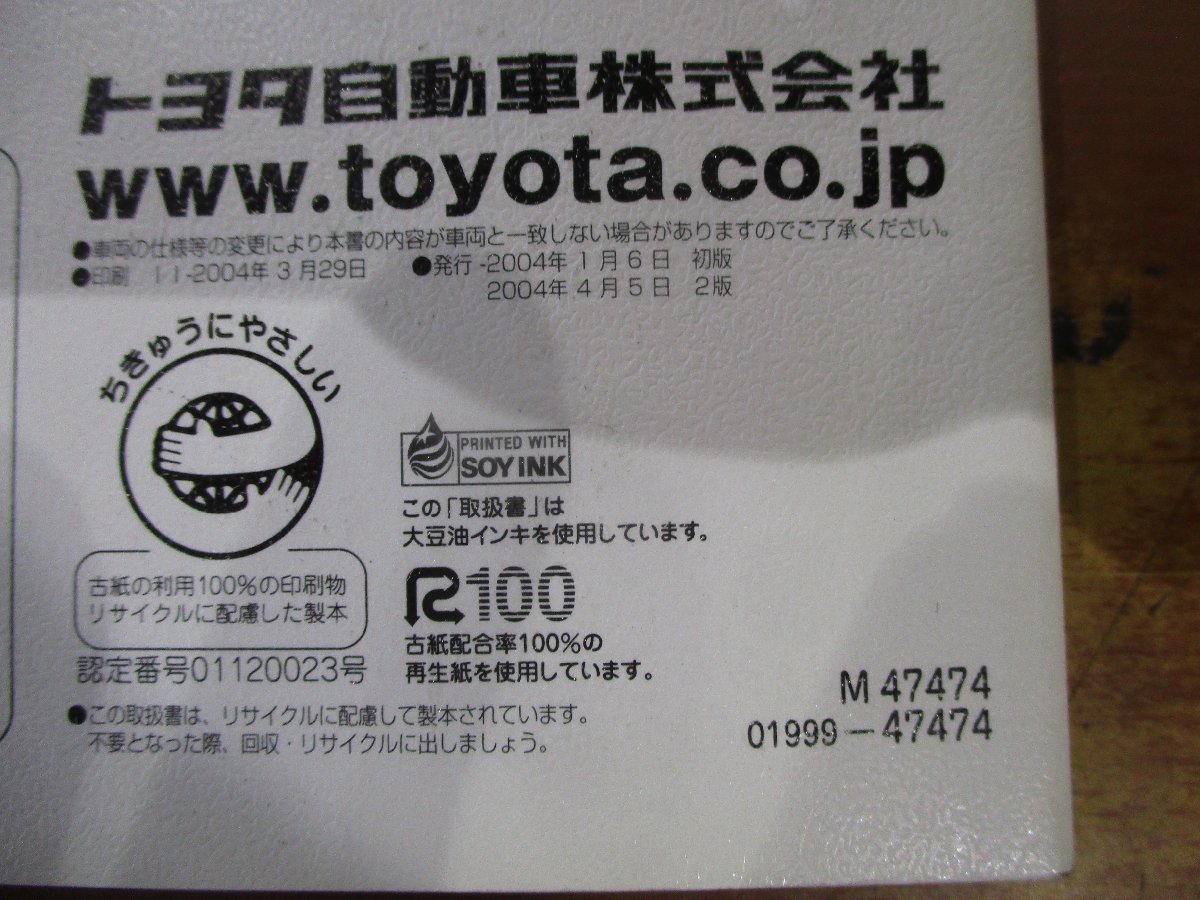 トヨタ自動車株式会社
www.toyota.co.jp
●車両の仕様等の変更により本書の内容が車両と一致しない場合がありますのでご了承ください。
●印刷 11-2004年3月29日 ●発行-2004年1月6日 初版
2004年4月5日 2版
ちきゅうにやさしい
PRINTED WITH
SOY INK
この「取扱書」は
大豆油インキを使用しています。
古紙の利用100%の印刷物
リサイクルに配慮した製本
R100
古紙配合率100%の
再生紙を使用しています。
認定番号01120023号
●この取扱書は、リサイクルに配慮して製本されています。
不要となった際、回収・リサイクルに出しましょう。
M 47474
01999-47474